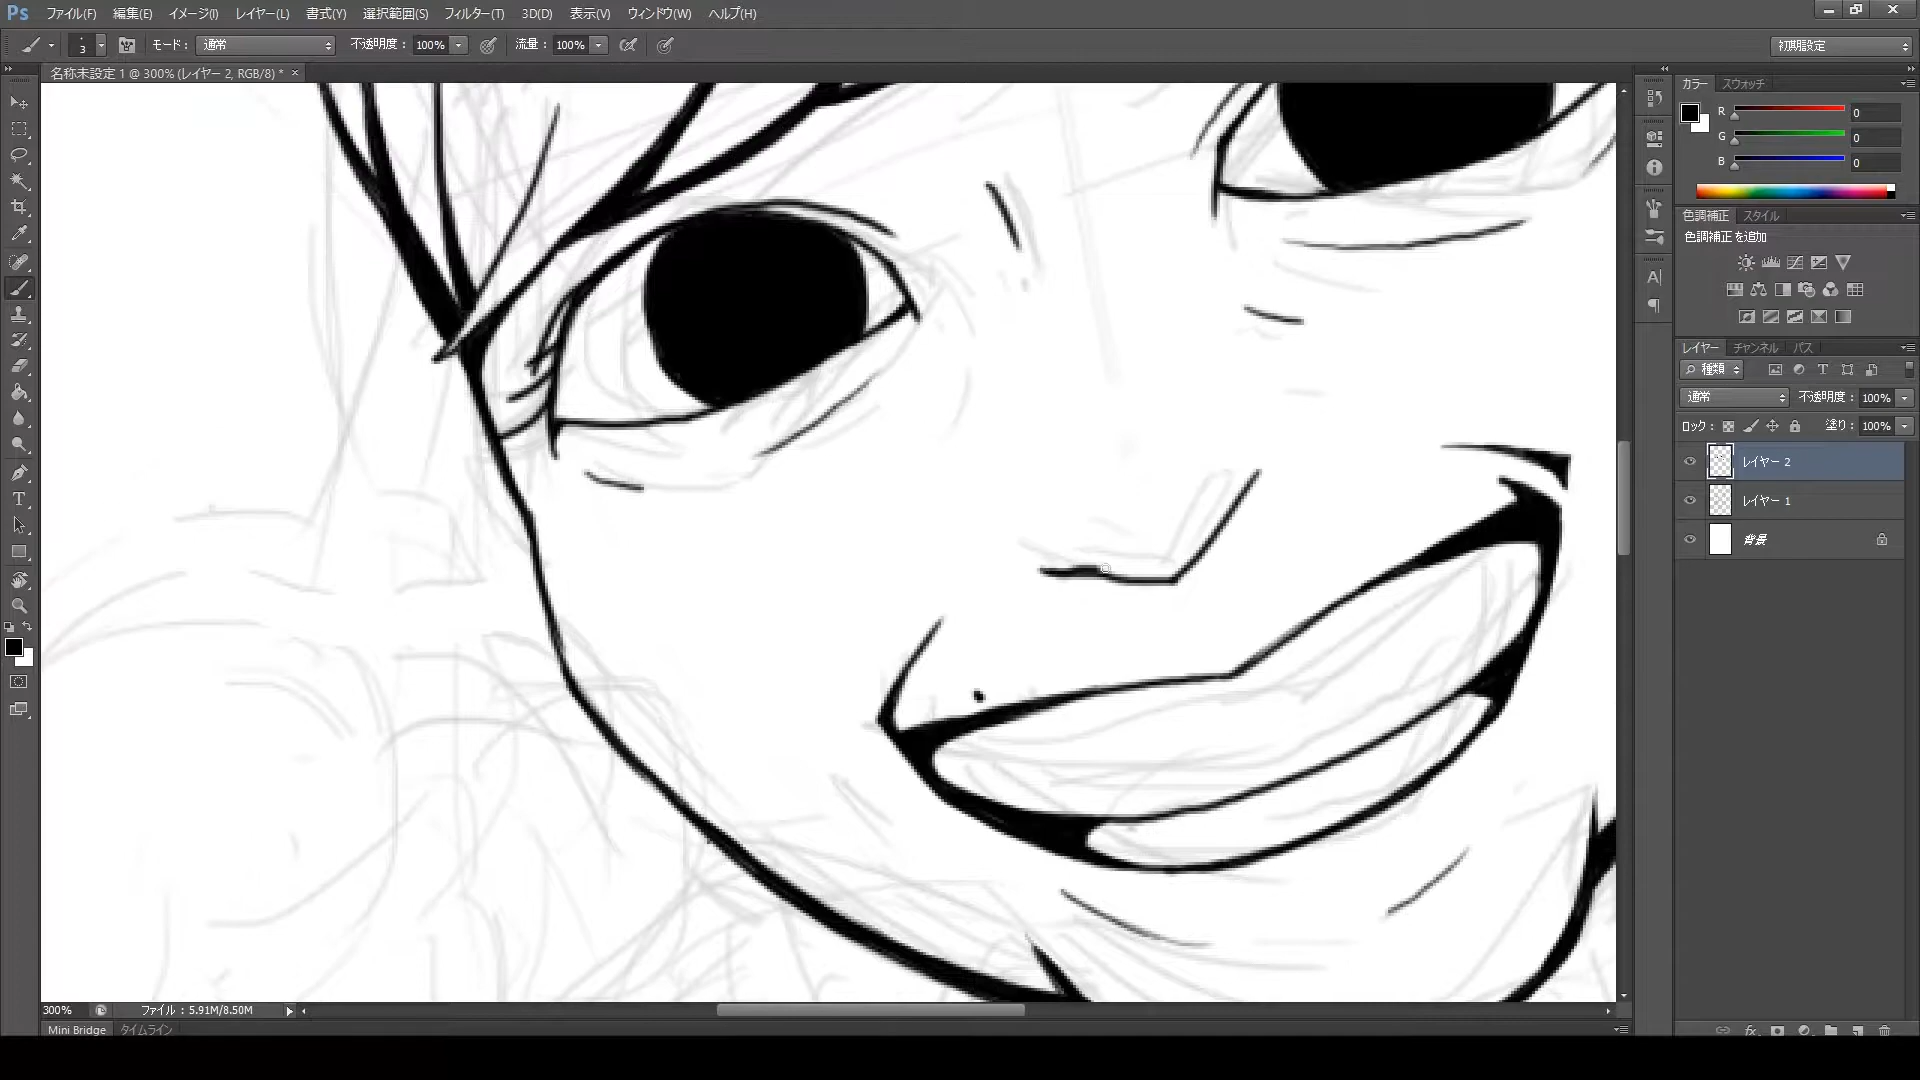 Ps ファイル(F) 編集(E) イメージ(I) レイヤー(L) 書式(Y) 選択範囲(S) フィルター(T) 3D(D) 表示(V) ウィンドウ(W) ヘルプ(H)
3 モード： 通常 不透明度： 100% 流量： 100% 初期設定
名称未設定 1 @ 300% (レイヤー 2, RGB/8) * ×
カラー スウォッチ
R 0
G 0
B 0
色調補正 スタイル
色調補正を追加
レイヤー チャンネル パス
種類
通常 不透明度： 100%
ロック： 塗り： 100%
レイヤー 2
レイヤー 1
背景
300% ファイル：5.91M/8.50M
Mini Bridge タイムライン